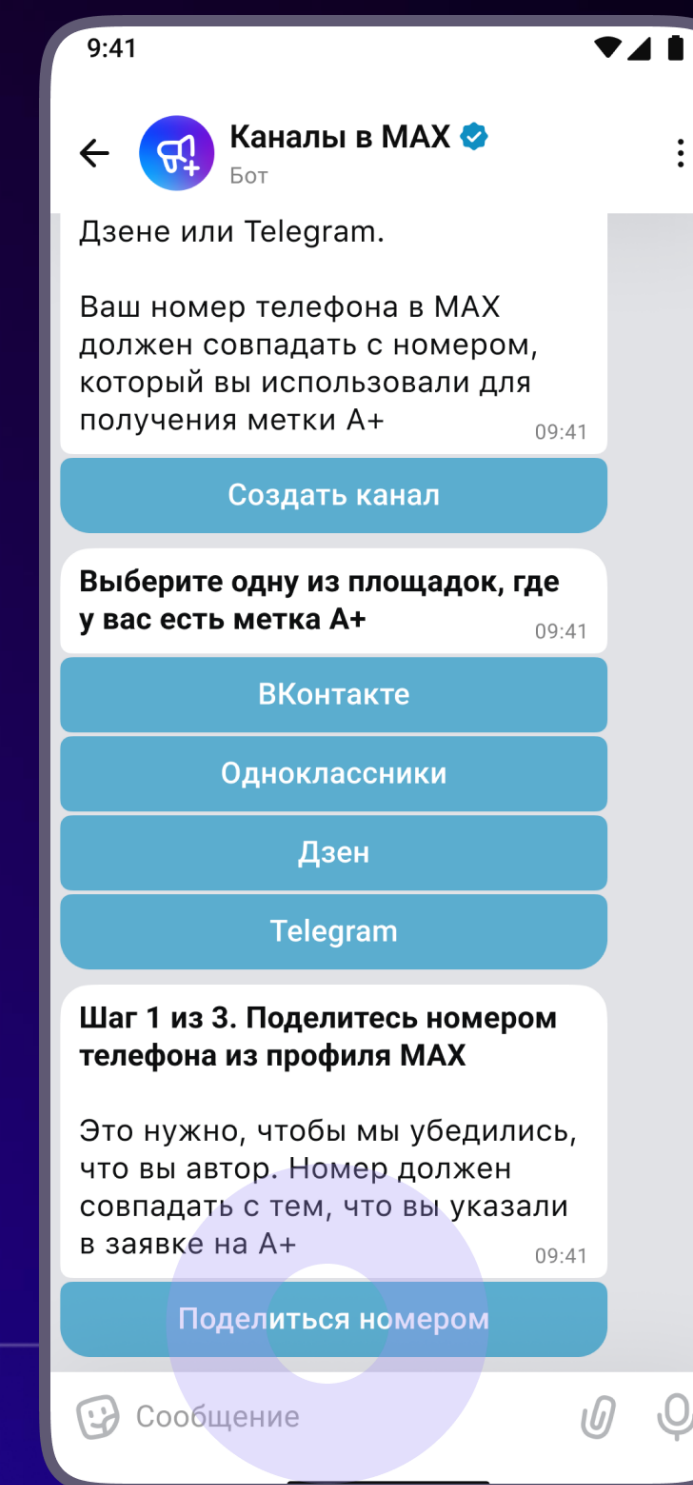 9:41
Каналы в MAX
Бот
Дзене или Telegram.
Ваш номер телефона в MAX
должен совпадать с номером,
который вы использовали для
получения метки A+
09:41
Создать канал
Выберите одну из площадок, где
у вас есть метка A+
09:41
ВКонтакте
Одноклассники
Дзен
Telegram
Шаг 1 из 3. Поделитесь номером
телефона из профиля MAX
Это нужно, чтобы мы убедились,
что вы автор. Номер должен
совпадать с тем, что вы указали
в заявке на A+
09:41
Поделиться номером
Сообщение